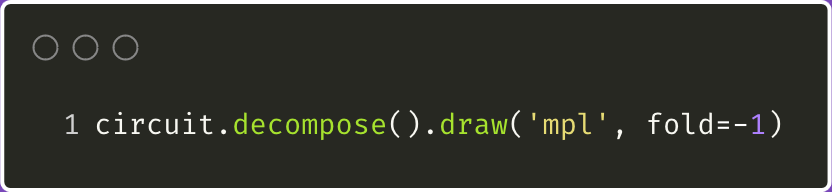 1 circuit.decompose().draw('mpl', fold=-1)